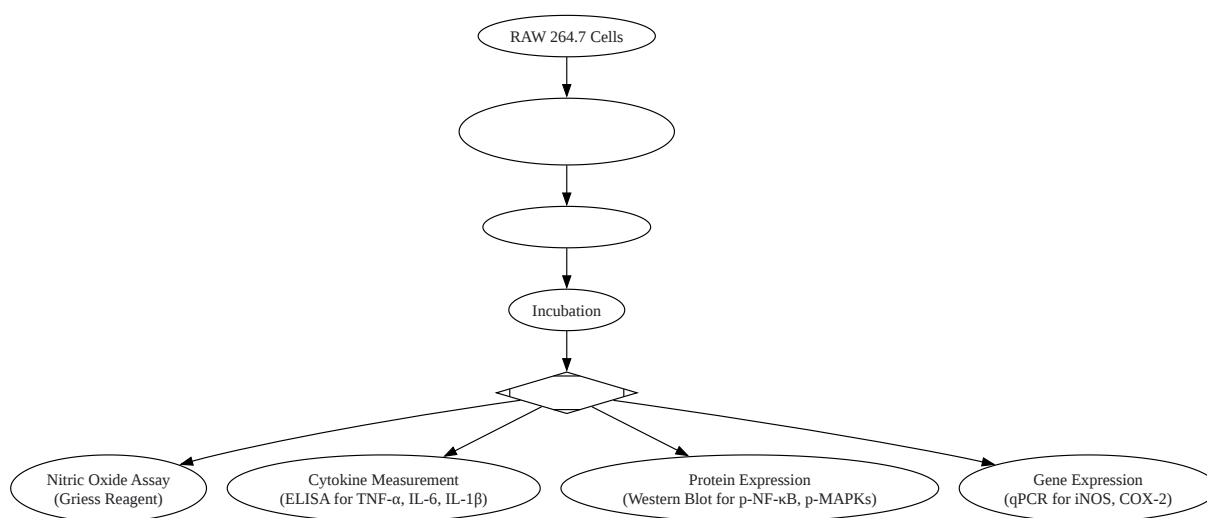 RAW 264.7 Cells
Incubation
Nitric Oxide Assay
(Griess Reagent)
Cytokine Measurement
(ELISA for TNF-α, IL-6, IL-1β)
Protein Expression
(Western Blot for p-NF-κB, p-MAPKs)
Gene Expression
(qPCR for iNOS, COX-2)